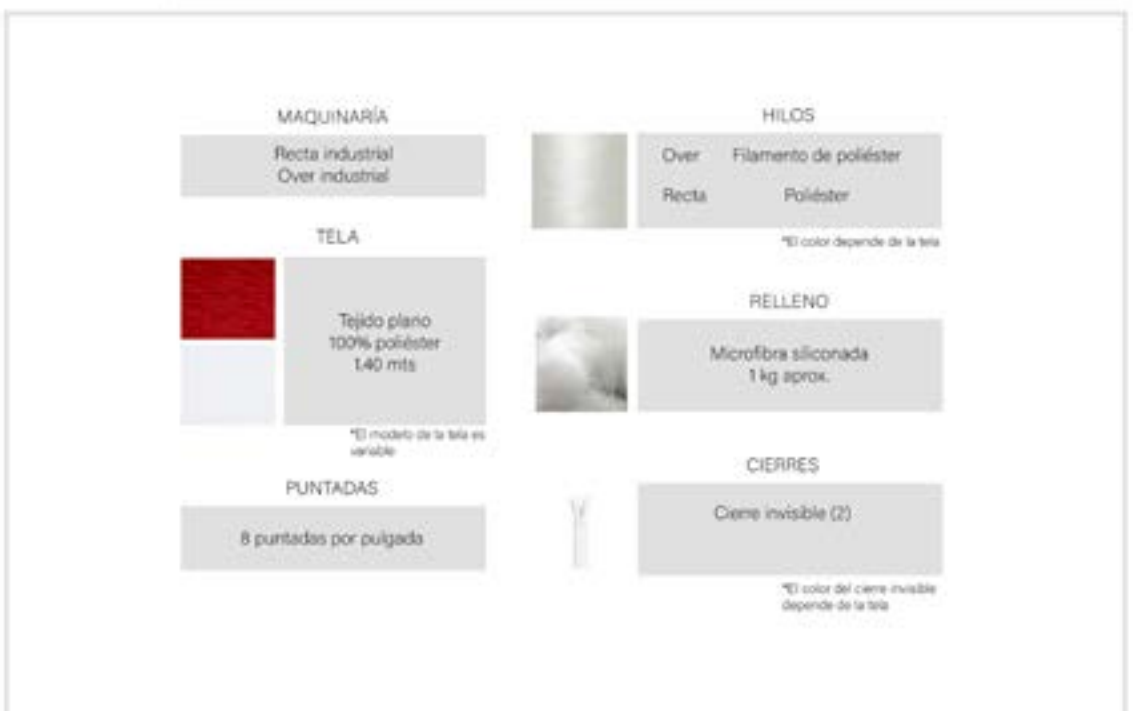 MAQUINARÍA
Recta industrial
Over industrial
TELA
Tejido plano
100% poliéster
1.40 mts
*El modelo de la tela es
variable
PUNTADAS
8 puntadas por pulgada
HILOS
Over Filamento de poliéster
Recta Poliéster
*El color depende de la tela
RELLENO
Microfibra siliconada
1 kg aprox.
CIERRES
Cierre invisible (2)
*El color del cierre invisible
depende de la tela